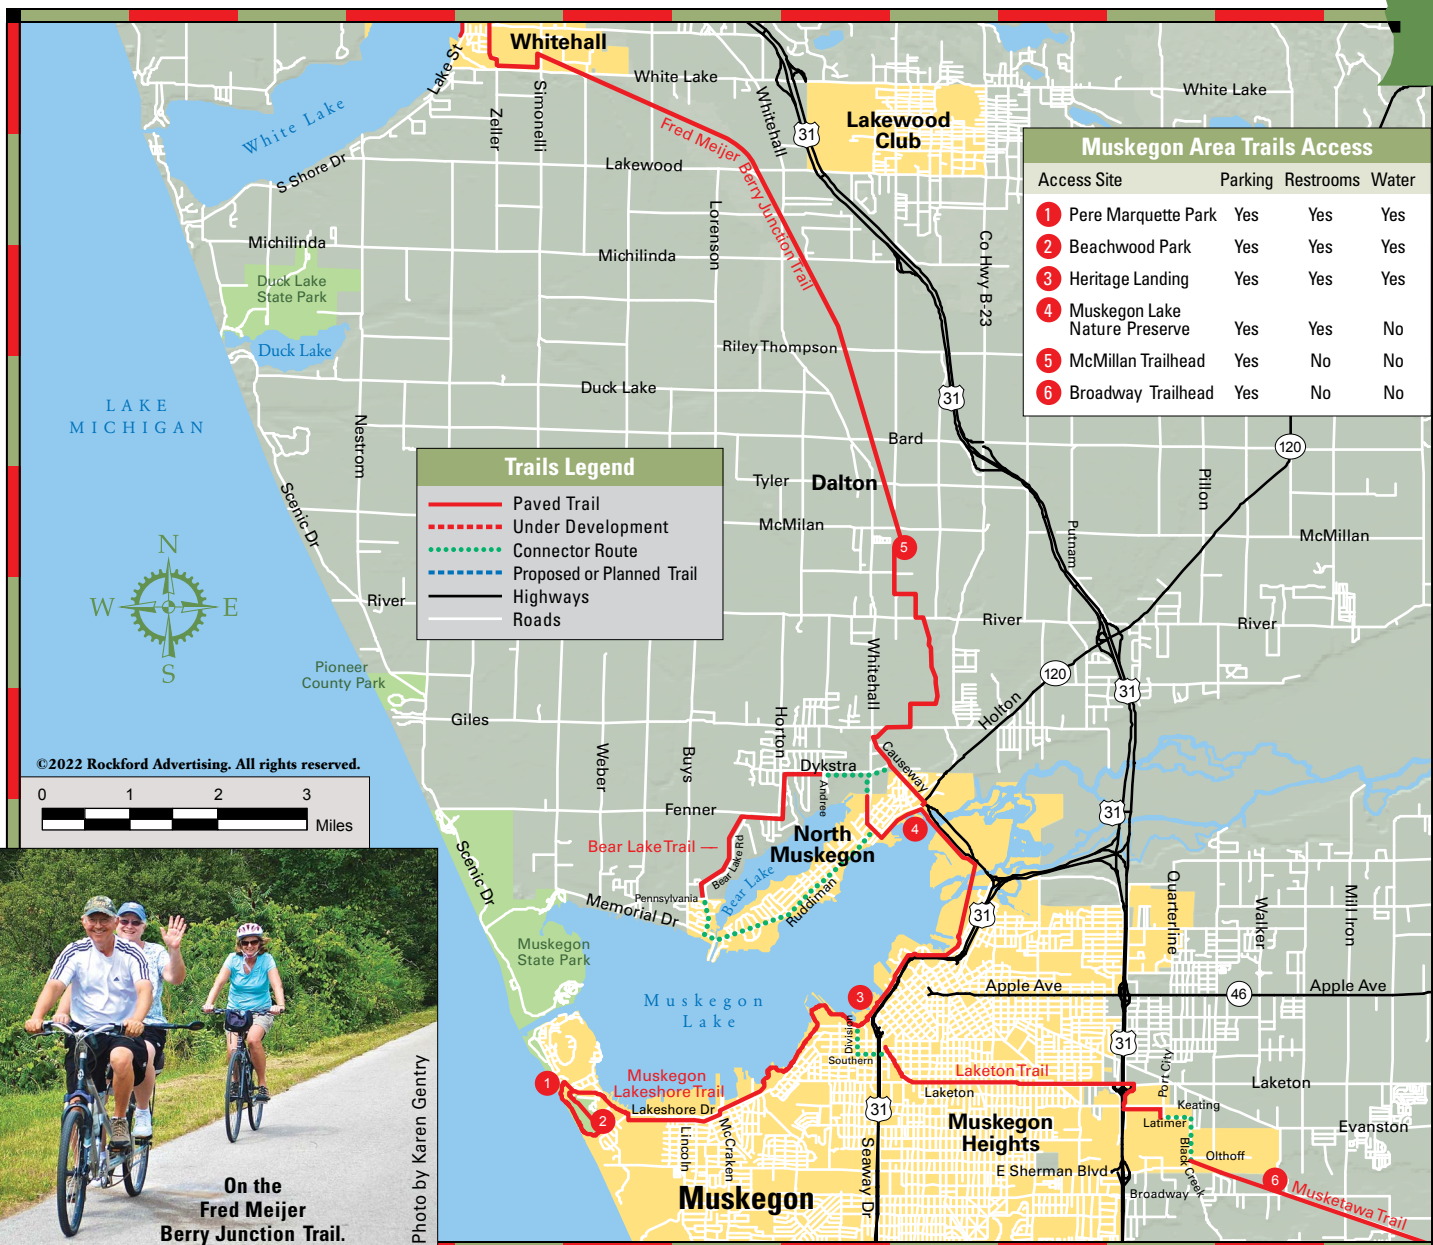 Whitehall
Lake St
White Lake
Simonelli
Zeller
White Lake
Whitehall
31
Lakewood
Club
White Lake
S Shore Dr
Fred Meijer Berry Junction Trail
Lakewood
Lorenson
Michilinda
Michilinda
Co Hwy B-23
Duck Lake
State Park
Duck Lake
Riley Thompson
Duck Lake
31
Muskegon Area Trails Access
Access Site Parking Restrooms Water
1 Pere Marquette Park Yes Yes Yes
2 Beachwood Park Yes Yes Yes
3 Heritage Landing Yes Yes Yes
4 Muskegon Lake
Nature Preserve Yes Yes No
5 McMillan Trailhead Yes No No
6 Broadway Trailhead Yes No No
LAKE
MICHIGAN
Nestrom
Bard
120
Trails Legend
Paved Trail
Under Development
Connector Route
Proposed or Planned Trail
Highways
Roads
Tyler
Dalton
Pillon
McMilan
Putnam
McMillan
Scenic Dr
5
N
W E
S
River
River
River
Whitehall
Pioneer
County Park
120
31
Giles
Horton
Holton
Weber
Buys
Causeway
©2022 Rockford Advertising. All rights reserved.
0 1 2 3
Miles
Dykstra
Andree
Fenner
31
North
Muskegon
4
Bear Lake Trail
Bear Lake Rd
Bear Lake
Ruddiman
Pennsylvania
Memorial Dr
Scenic Dr
31
Quarterline
Walker
Mill Iron
Muskegon
State Park
Apple Ave
46
Apple Ave
Muskegon
Lake
3
Division
Southern
31
Port City
1
Muskegon
Lakeshore Trail
Laketon Trail
Laketon
Laketon
2
Lakeshore Dr
31
Keating
Latimer
Lincoln
McCraken
Muskegon
Heights
Evanston
Seaway Dr
E Sherman Blvd
Black Creek
Olthoff
Broadway
6
Musketawa Trail
Muskegon
Photo by Karen Gentry
On the
Fred Meijer
Berry Junction Trail.